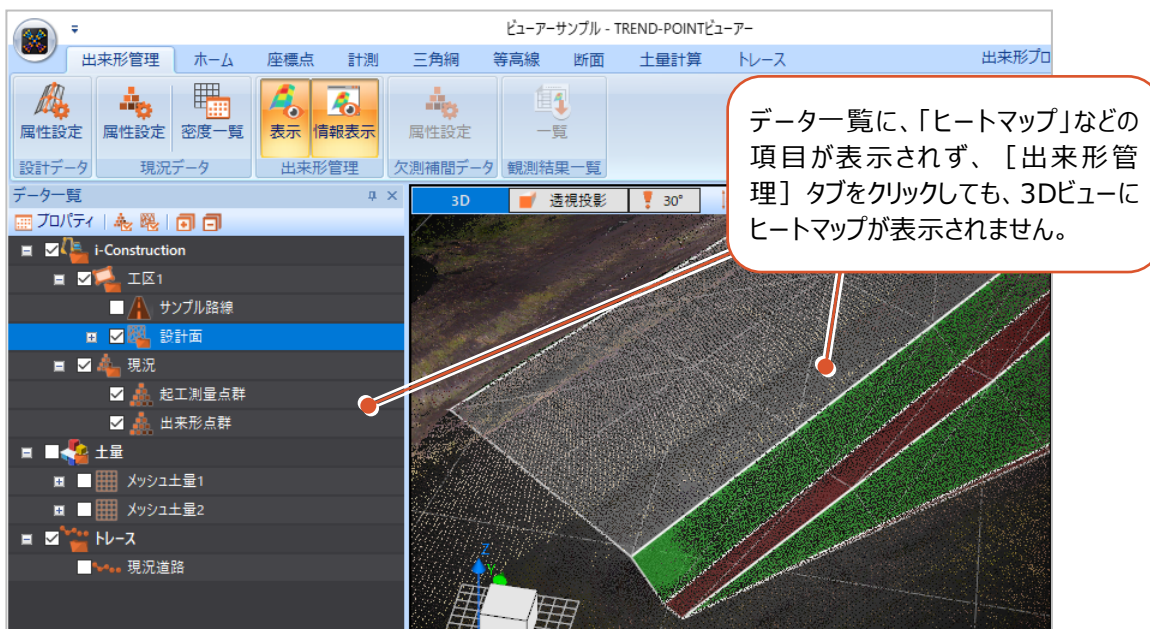 ビューアーサンプル - TREND-POINTビューアー
出来形管理 ホーム 座標点 計測 三角網 等高線 断面 土量計算 トレース 出来形プロ
属性設定 属性設定 密度一覧 表示 情報表示 属性設定 一覧
設計データ 現況データ 出来形管理 欠測補間データ 観測結果一覧
データ一覧に、「ヒートマップ」などの
項目が表示されず、［出来形管
理］タブをクリックしても、3Dビューに
ヒートマップが表示されません。
データ一覧
プロパティ
3D 透視投影 30°
i-Construction
工区1
サンプル路線
設計面
現況
起工測量点群
出来形点群
土量
メッシュ土量1
メッシュ土量2
トレース
現況道路
Z
Y